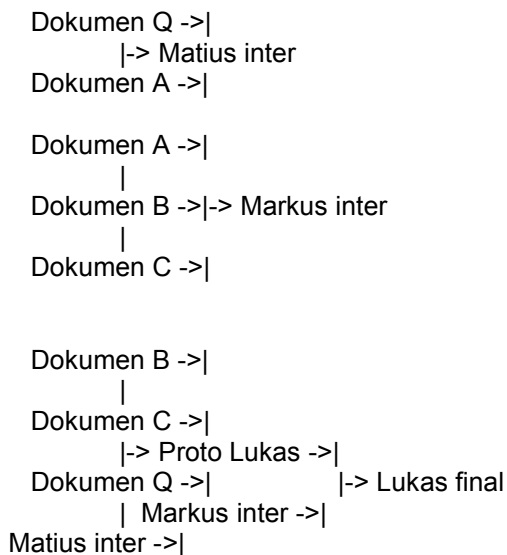 Dokumen Q ->|
|-> Matius inter
Dokumen A ->|
Dokumen A ->|
|
Dokumen B ->|-> Markus inter
|
Dokumen C ->|
Dokumen B ->|
|
Dokumen C ->|
|-> Proto Lukas ->|
Dokumen Q ->| |-> Lukas final
| Markus inter ->|
Matius inter ->|